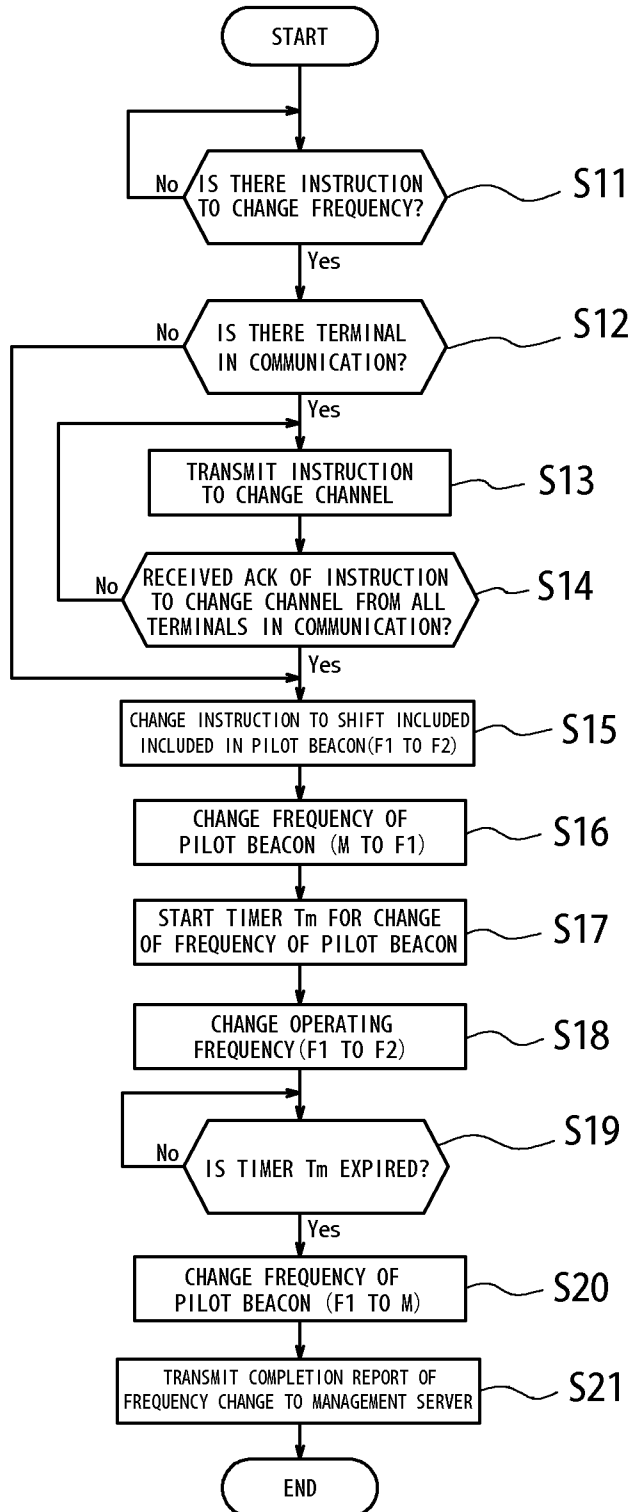 START
No
IS THERE INSTRUCTION
TO CHANGE FREQUENCY?
S11
Yes
No
IS THERE TERMINAL
IN COMMUNICATION?
S12
Yes
TRANSMIT INSTRUCTION
TO CHANGE CHANNEL
S13
No
RECEIVED ACK OF INSTRUCTION
TO CHANGE CHANNEL FROM ALL
TERMINALS IN COMMUNICATION?
S14
Yes
CHANGE INSTRUCTION TO SHIFT INCLUDED
INCLUDED IN PILOT BEACON(F1 TO F2)
S15
CHANGE FREQUENCY OF
PILOT BEACON (M TO F1)
S16
START TIMER Tm FOR CHANGE
OF FREQUENCY OF PILOT BEACON
S17
CHANGE OPERATING
FREQUENCY(F1 TO F2)
S18
No
IS TIMER Tm EXPIRED?
S19
Yes
CHANGE FREQUENCY OF
PILOT BEACON (F1 TO M)
S20
TRANSMIT COMPLETION REPORT OF
FREQUENCY CHANGE TO MANAGEMENT SERVER
S21
END